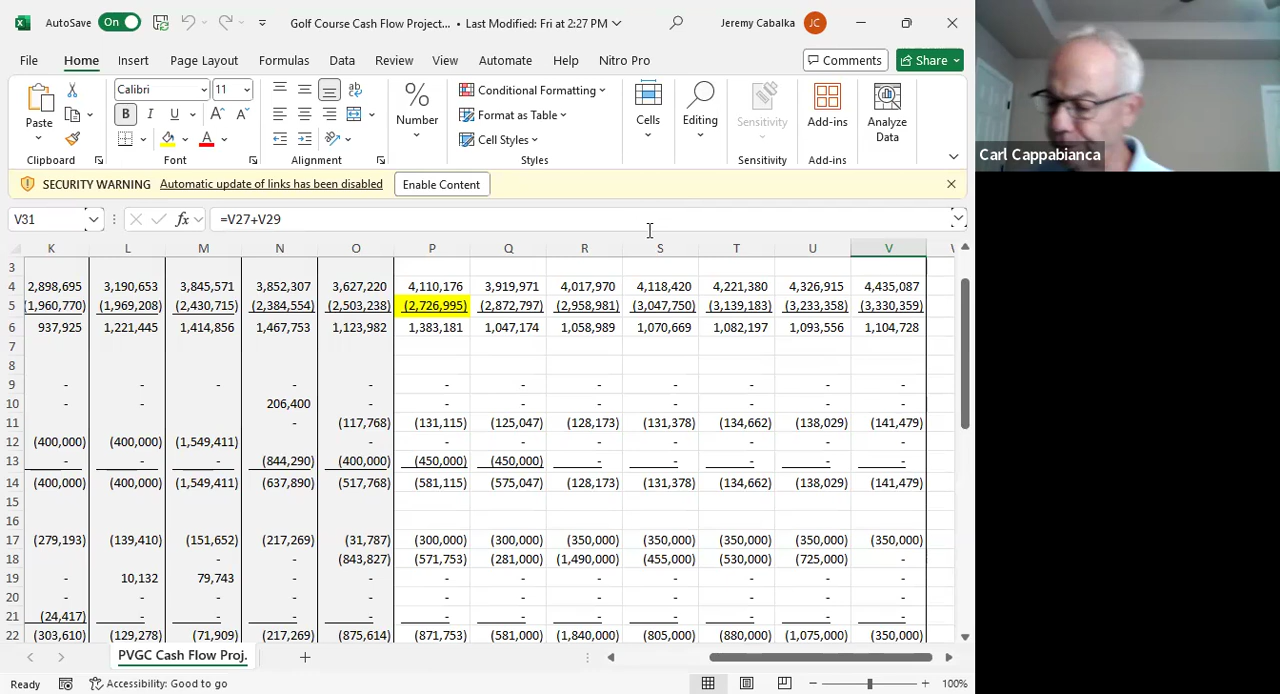 AutoSave On Golf Course Cash Flow Project... • Last Modified: Fri at 2:27 PM Jeremy Cabalka JC
File Home Insert Page Layout Formulas Data Review View Automate Help Nitro Pro Comments Share
Paste Calibri 11 Number Conditional Formatting Cells Editing Sensitivity Add-ins Analyze Data
B I U Format as Table
Cell Styles
Clipboard Font Alignment Styles Sensitivity Add-ins
SECURITY WARNING Automatic update of links has been disabled Enable Content
V31 fx =V27+V29
K L M N O P Q R S T U V
3
4 2,898,695 3,190,653 3,845,571 3,852,307 3,627,220 4,110,176 3,919,971 4,017,970 4,118,420 4,221,380 4,326,915 4,435,087
5 (1,960,770) (1,969,208) (2,430,715) (2,384,554) (2,503,238) (2,726,995) (2,872,797) (2,958,981) (3,047,750) (3,139,183) (3,233,358) (3,330,359)
6 937,925 1,221,445 1,414,856 1,467,753 1,123,982 1,383,181 1,047,174 1,058,989 1,070,669 1,082,197 1,093,556 1,104,728
7
8
9 - - - - - - - - - - - -
10 - - - 206,400 - - - - - - - -
11 - (117,768) (131,115) (125,047) (128,173) (131,378) (134,662) (138,029) (141,479)
12 (400,000) (400,000) (1,549,411) - - - - - - - -
13 - - - (844,290) (400,000) (450,000) (450,000) - - - - -
14 (400,000) (400,000) (1,549,411) (637,890) (517,768) (581,115) (575,047) (128,173) (131,378) (134,662) (138,029) (141,479)
15
16
17 (279,193) (139,410) (151,652) (217,269) (31,787) (300,000) (300,000) (350,000) (350,000) (350,000) (350,000) (350,000)
18 - - (843,827) (571,753) (281,000) (1,490,000) (455,000) (530,000) (725,000) -
19 - 10,132 79,743 - - - - - - - - -
20 - - - - - - - - - - - -
21 (24,417) - - - - - - - - - - -
22 (303,610) (129,278) (71,909) (217,269) (875,614) (871,753) (581,000) (1,840,000) (805,000) (880,000) (1,075,000) (350,000)
PVGC Cash Flow Proj.
Ready Accessibility: Good to go 100%
Carl Cappabianca